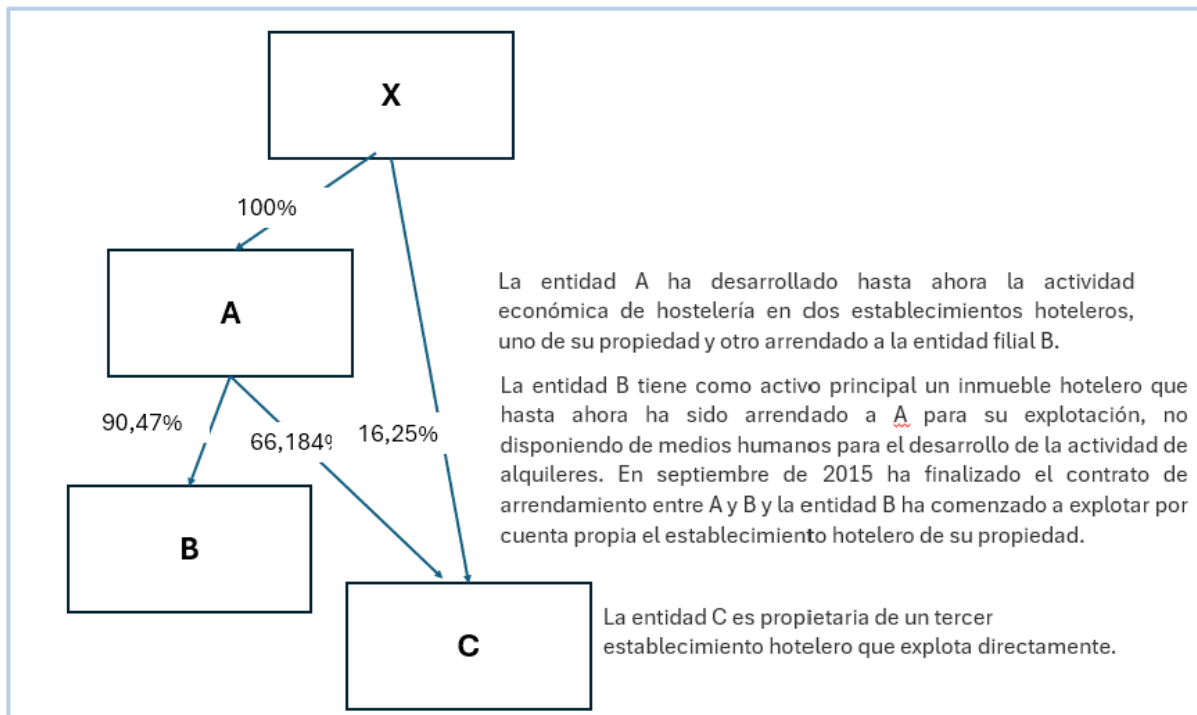 X
100%
A
La entidad A ha desarrollado hasta ahora la actividad
económica de hostelería en dos establecimientos hoteleros,
uno de su propiedad y otro arrendado a la entidad filial B.
La entidad B tiene como activo principal un inmueble hotelero que
hasta ahora ha sido arrendado a A para su explotación, no
disponiendo de medios humanos para el desarrollo de la actividad de
alquileres. En septiembre de 2015 ha finalizado el contrato de
arrendamiento entre A y B y la entidad B ha comenzado a explotar por
cuenta propia el establecimiento hotelero de su propiedad.
90,47%
66,184%
16,25%
B
C
La entidad C es propietaria de un tercer
establecimiento hotelero que explota directamente.